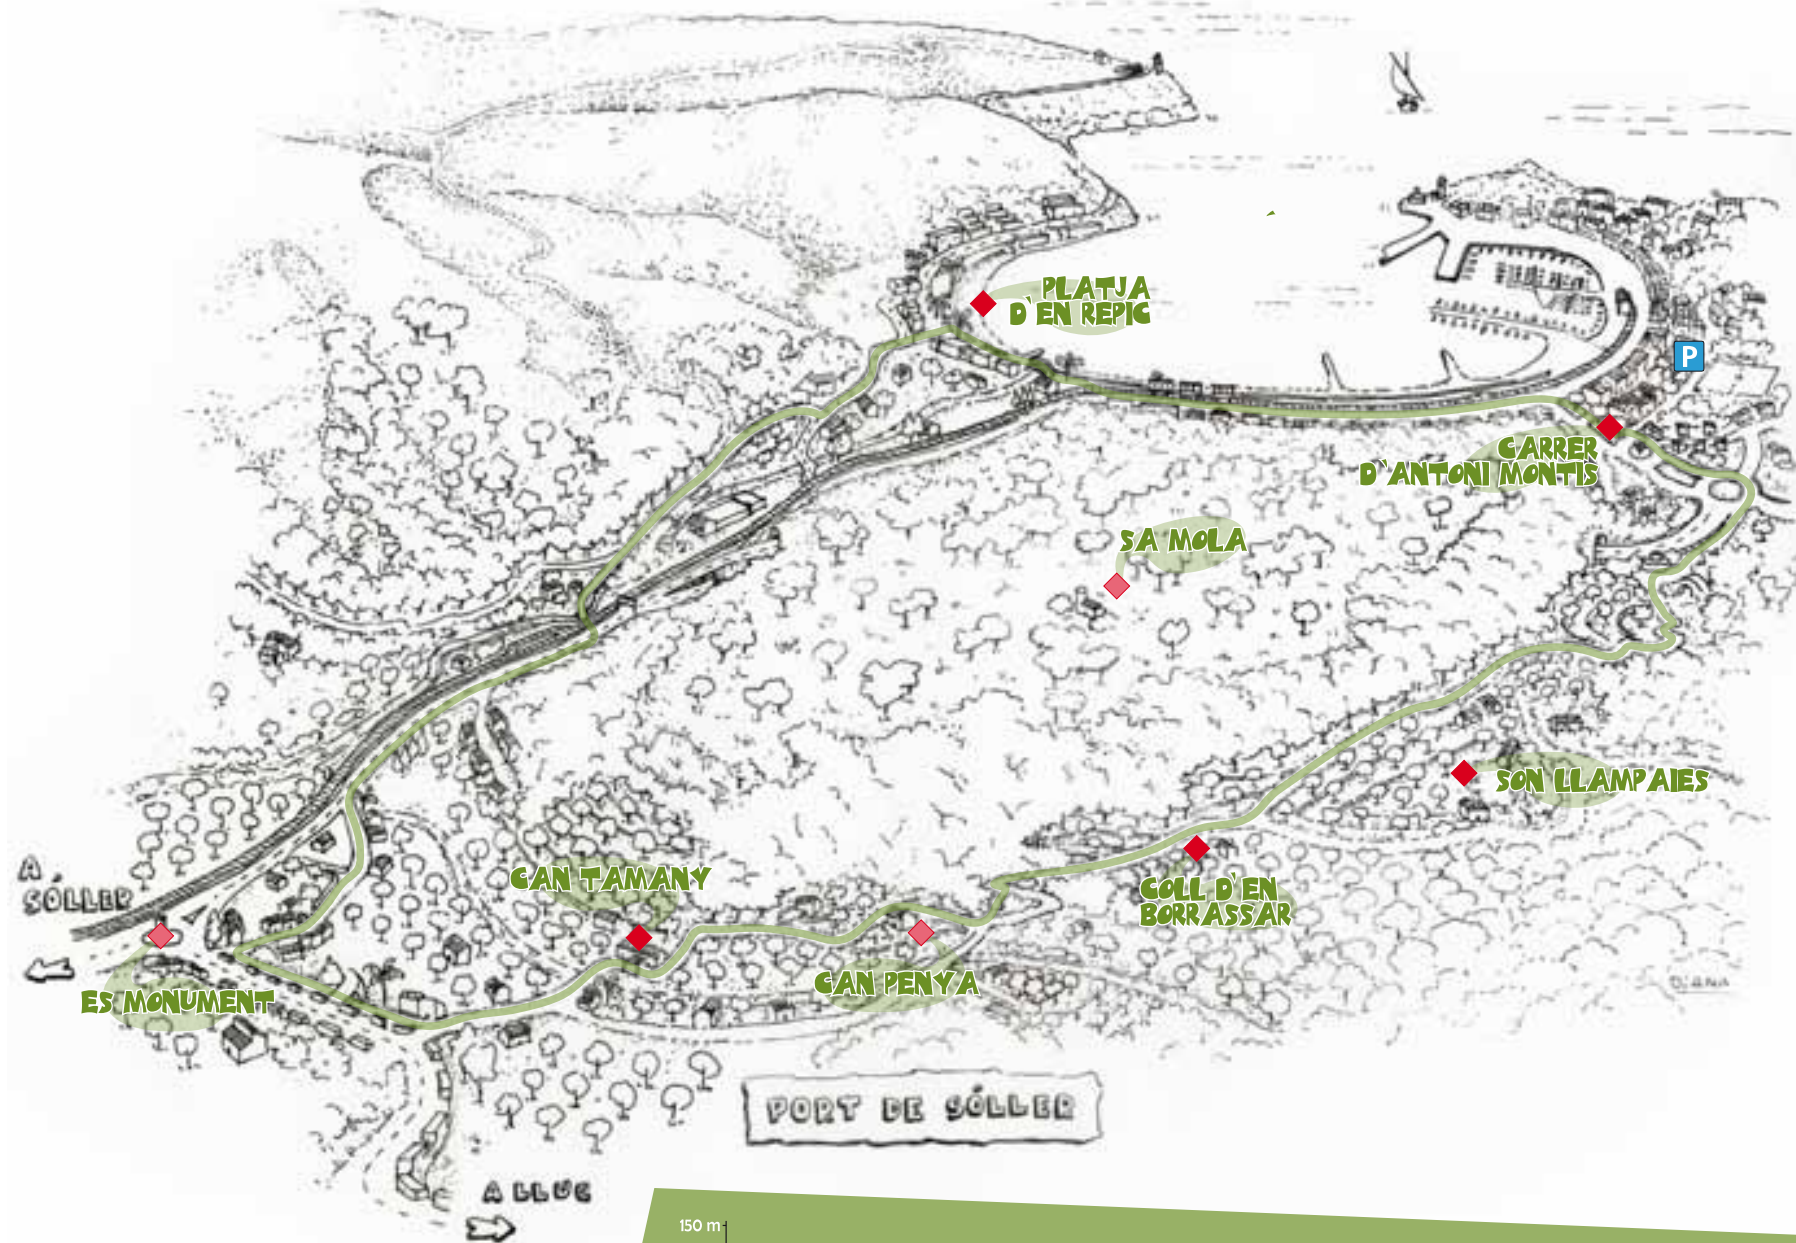 PLATJA
D'EN REPIC
P
CARRER
D'ANTONI MONTIS
SA MOLA
SON LLAMPAIES
A
SÓLLER
CAN TAMANY
COLL D'EN
BORRASSAR
CAN PENYA
ES MONUMENT
DIANA
PORT DE SÓLLER
A LLUC
150 m